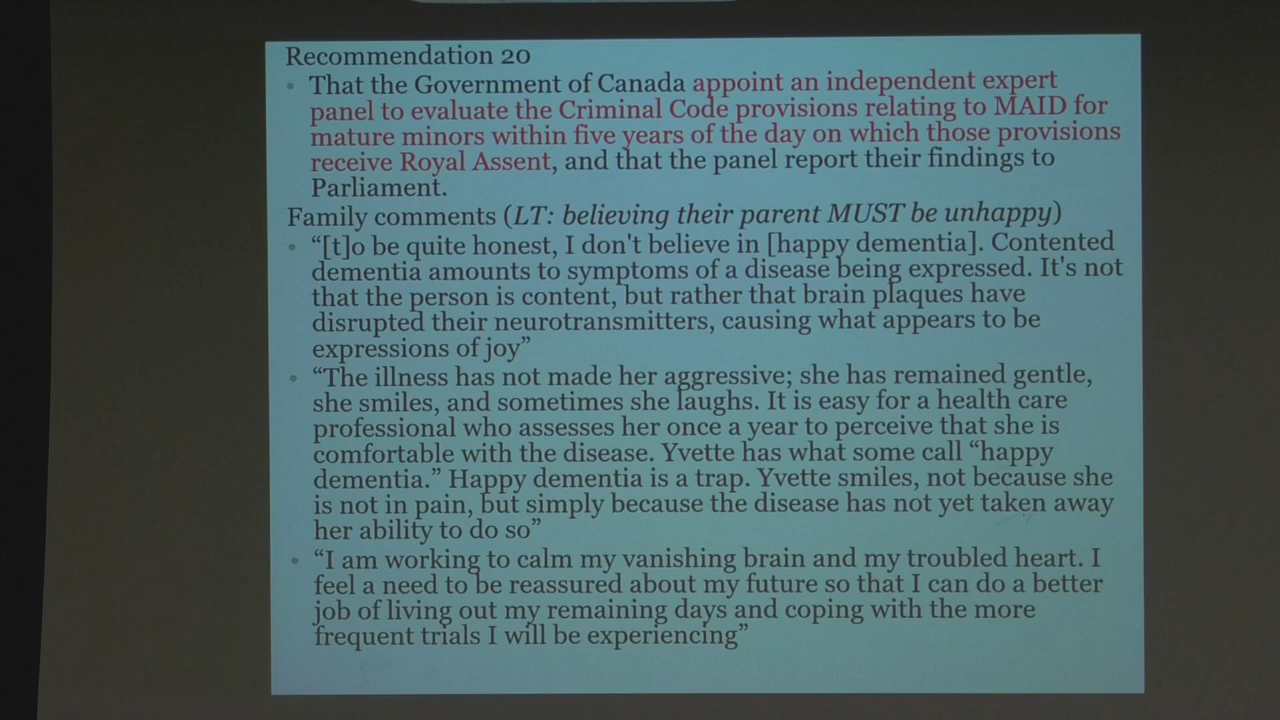 Recommendation 20
• That the Government of Canada appoint an independent expert
panel to evaluate the Criminal Code provisions relating to MAID for
mature minors within five years of the day on which those provisions
receive Royal Assent, and that the panel report their findings to
Parliament.
Family comments (LT: believing their parent MUST be unhappy)
• “[t]o be quite honest, I don't believe in [happy dementia]. Contented
dementia amounts to symptoms of a disease being expressed. It's not
that the person is content, but rather that brain plaques have
disrupted their neurotransmitters, causing what appears to be
expressions of joy”
• “The illness has not made her aggressive; she has remained gentle,
she smiles, and sometimes she laughs. It is easy for a health care
professional who assesses her once a year to perceive that she is
comfortable with the disease. Yvette has what some call “happy
dementia.” Happy dementia is a trap. Yvette smiles, not because she
is not in pain, but simply because the disease has not yet taken away
her ability to do so”
• “I am working to calm my vanishing brain and my troubled heart. I
feel a need to be reassured about my future so that I can do a better
job of living out my remaining days and coping with the more
frequent trials I will be experiencing”